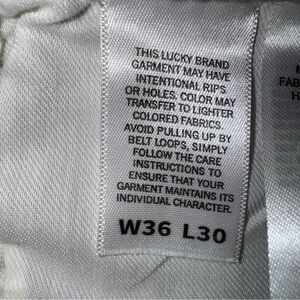 THIS LUCKY BRAND
GARMENT MAY HAVE
INTENTIONAL RIPS
OR HOLES. COLOR MAY
TRANSFER TO LIGHTER
COLORED FABRICS.
AVOID PULLING UP BY
BELT LOOPS, SIMPLY
FOLLOW THE CARE
INSTRUCTIONS TO
ENSURE THAT YOUR
GARMENT MAINTAINS ITS
INDIVIDUAL CHARACTER.
W36 L30
FAB